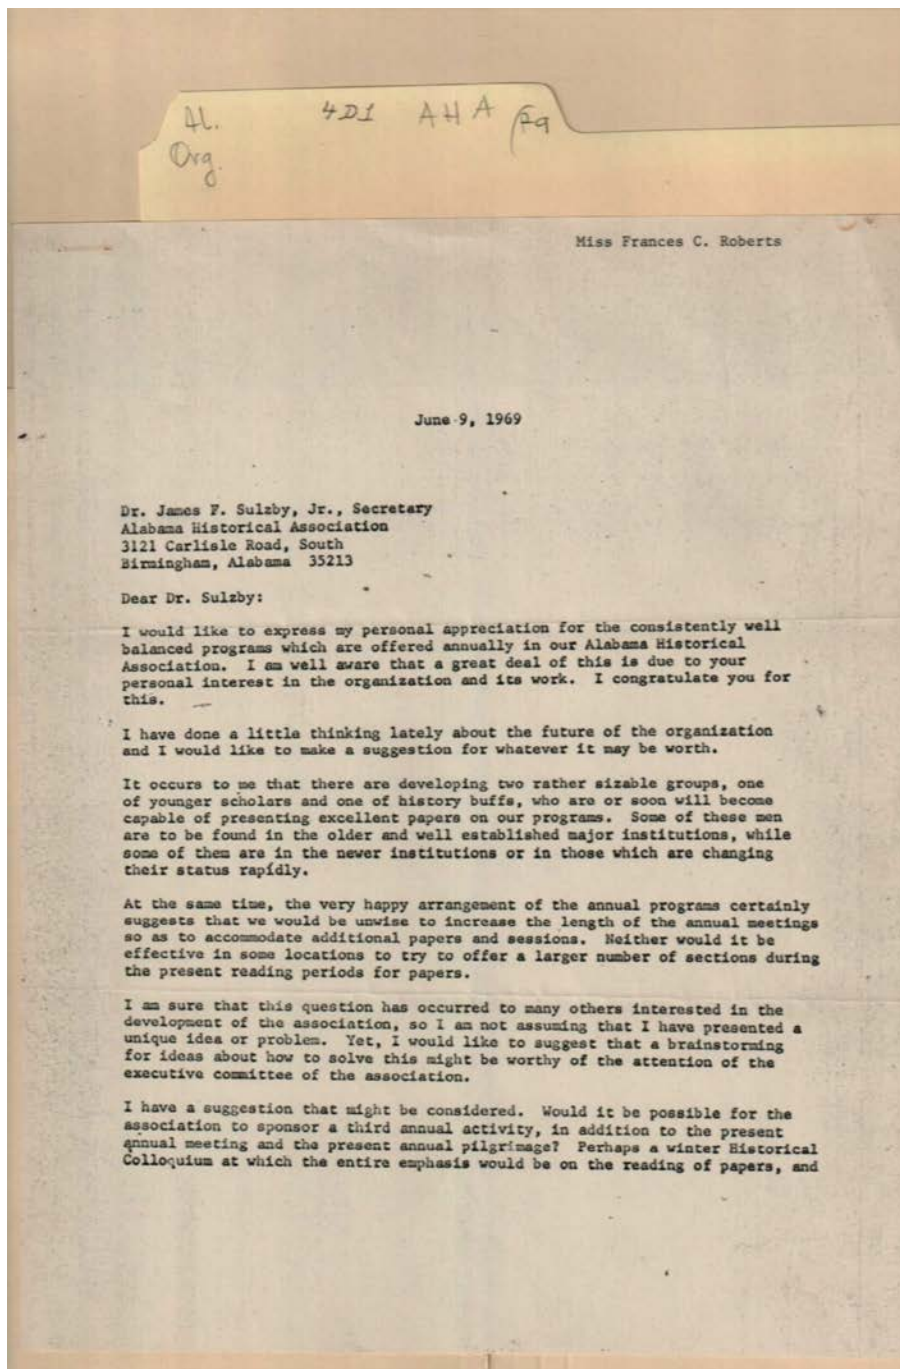 Al. 4D1 AHA
Org.
Miss Frances C. Roberts
June 9, 1969
Dr. James F. Sulzby, Jr., Secretary
Alabama Historical Association
3121 Carlisle Road, South
Birmingham, Alabama 35213
Dear Dr. Sulzby:
I would like to express my personal appreciation for the consistently well
balanced programs which are offered annually in our Alabama Historical
Association. I am well aware that a great deal of this is due to your
personal interest in the organization and its work. I congratulate you for
this.
I have done a little thinking lately about the future of the organization
and I would like to make a suggestion for whatever it may be worth.
It occurs to me that there are developing two rather sizable groups, one
of younger scholars and one of history buffs, who are or soon will become
capable of presenting excellent papers on our programs. Some of these men
are to be found in the older and well established major institutions, while
some of them are in the newer institutions or in those which are changing
their status rapidly.
At the same time, the very happy arrangement of the annual programs certainly
suggests that we would be unwise to increase the length of the annual meetings
so as to accommodate additional papers and sessions. Neither would it be
effective in some locations to try to offer a larger number of sections during
the present reading periods for papers.
I am sure that this question has occurred to many others interested in the
development of the association, so I am not assuming that I have presented a
unique idea or problem. Yet, I would like to suggest that a brainstorming
for ideas about how to solve this might be worthy of the attention of the
executive committee of the association.
I have a suggestion that might be considered. Would it be possible for the
association to sponsor a third annual activity, in addition to the present
annual meeting and the present annual pilgrimage? Perhaps a winter Historical
Colloquium at which the entire emphasis would be on the reading of papers, and